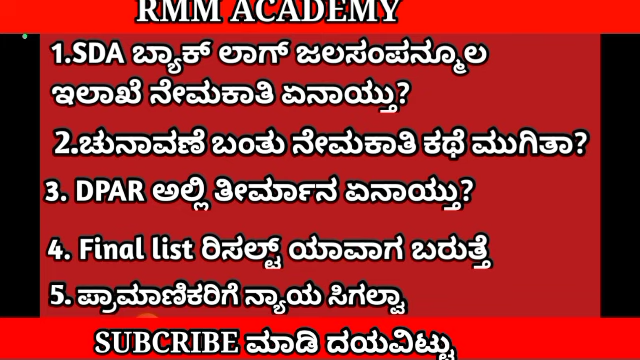 RMM ACADEMY
1.SDA ಬ್ಯಾಕ್ ಲಾಗ್ ಜಲಸಂಪನ್ಮೂಲ
ಇಲಾಖೆ ನೇಮಕಾತಿ ಏನಾಯ್ತು?
2.ಚುನಾವಣೆ ಬಂತು ನೇಮಕಾತಿ ಕಥೆ ಮುಗಿತಾ?
3. DPAR ಅಲ್ಲಿ ತೀರ್ಮಾನ ಏನಾಯ್ತು?
4. Final list ರಿಸಲ್ಟ್ ಯಾವಾಗ ಬರುತ್ತೆ
5. ಪ್ರಾಮಾಣಿಕರಿಗೆ ನ್ಯಾಯ ಸಿಗಲ್ವಾ
SUBCRIBE ಮಾಡಿ ದಯವಿಟ್ಟು